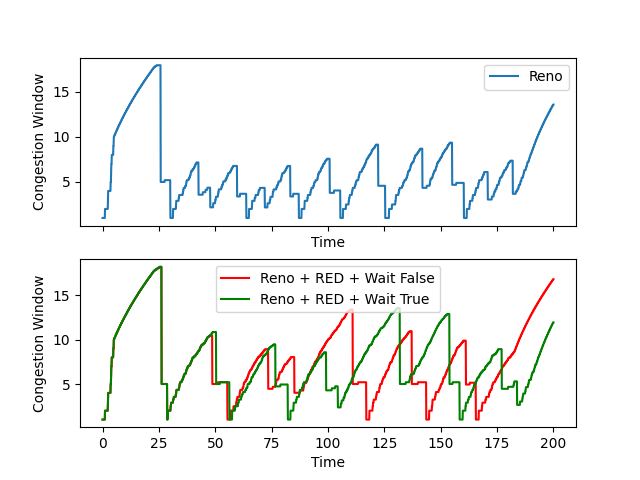 Congestion Window
15
10
5
Reno
Time
Congestion Window
15
10
5
Reno + RED + Wait False
Reno + RED + Wait True
0 25 50 75 100 125 150 175 200
Time